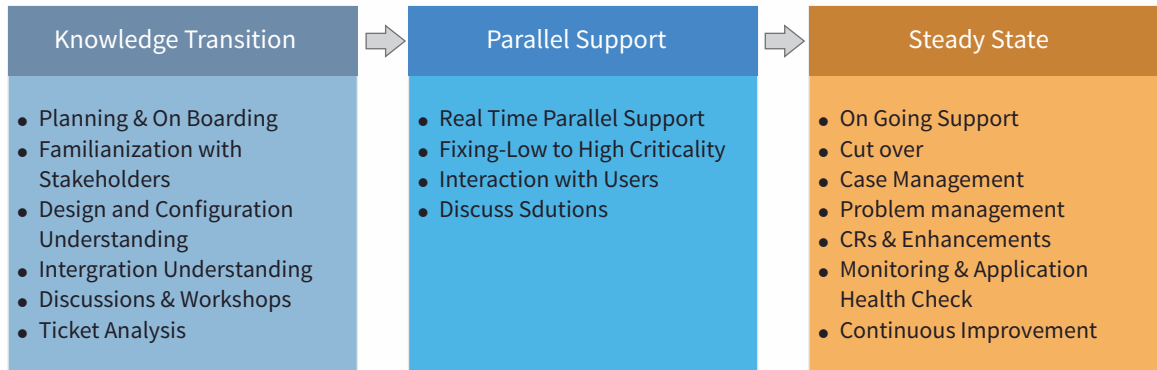 Knowledge Transition
• Planning & On Boarding
• Familianization with
Stakeholders
• Design and Configuration
Understanding
• Intergration Understanding
• Discussions & Workshops
• Ticket Analysis
Parallel Support
• Real Time Parallel Support
• Fixing-Low to High Criticality
• Interaction with Users
• Discuss Sdutions
Steady State
• On Going Support
• Cut over
• Case Management
• Problem management
• CRs & Enhancements
• Monitoring & Application
Health Check
• Continuous Improvement